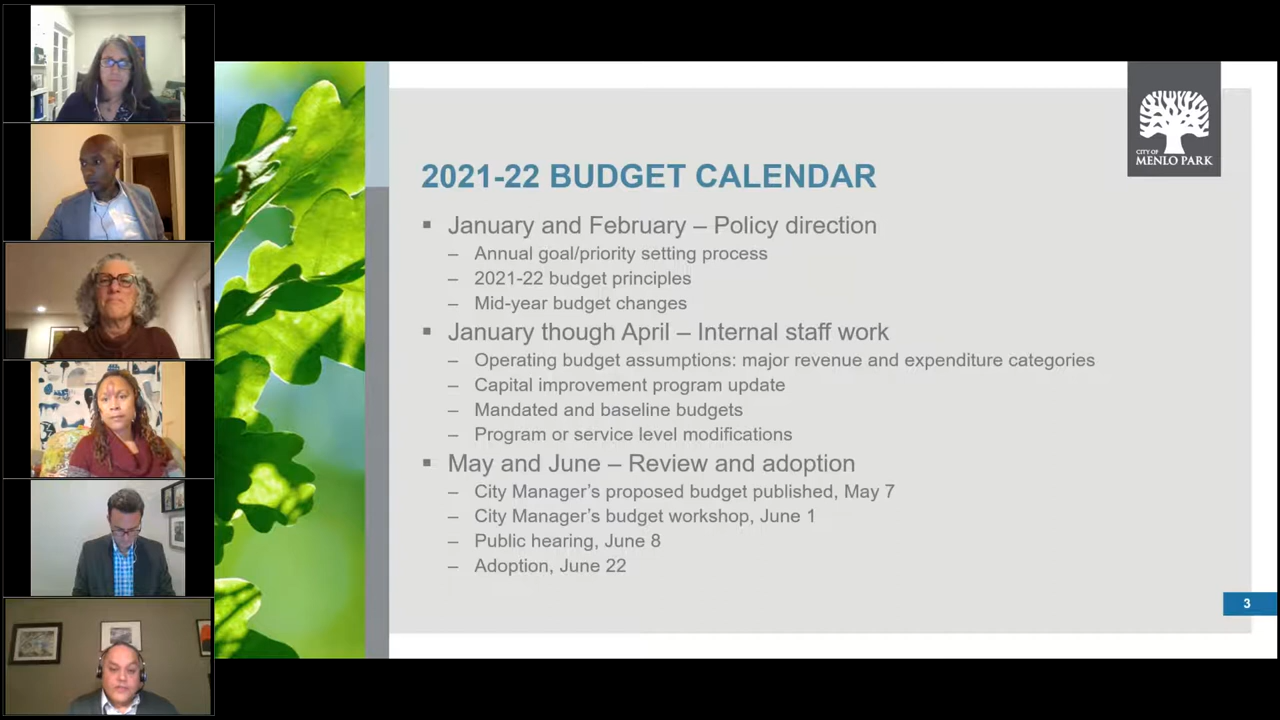 CITY OF
MENLO PARK
2021-22 BUDGET CALENDAR
▪ January and February – Policy direction
– Annual goal/priority setting process
– 2021-22 budget principles
– Mid-year budget changes
▪ January though April – Internal staff work
– Operating budget assumptions: major revenue and expenditure categories
– Capital improvement program update
– Mandated and baseline budgets
– Program or service level modifications
▪ May and June – Review and adoption
– City Manager’s proposed budget published, May 7
– City Manager’s budget workshop, June 1
– Public hearing, June 8
– Adoption, June 22
3